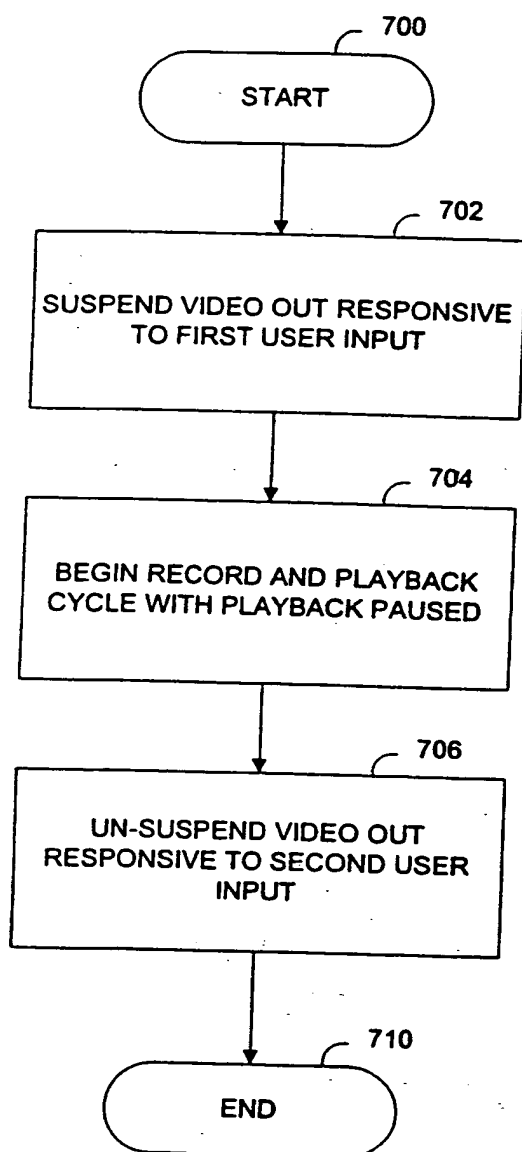 700
START
702
SUSPEND VIDEO OUT RESPONSIVE
TO FIRST USER INPUT
704
BEGIN RECORD AND PLAYBACK
CYCLE WITH PLAYBACK PAUSED
706
UN-SUSPEND VIDEO OUT
RESPONSIVE TO SECOND USER
INPUT
710
END